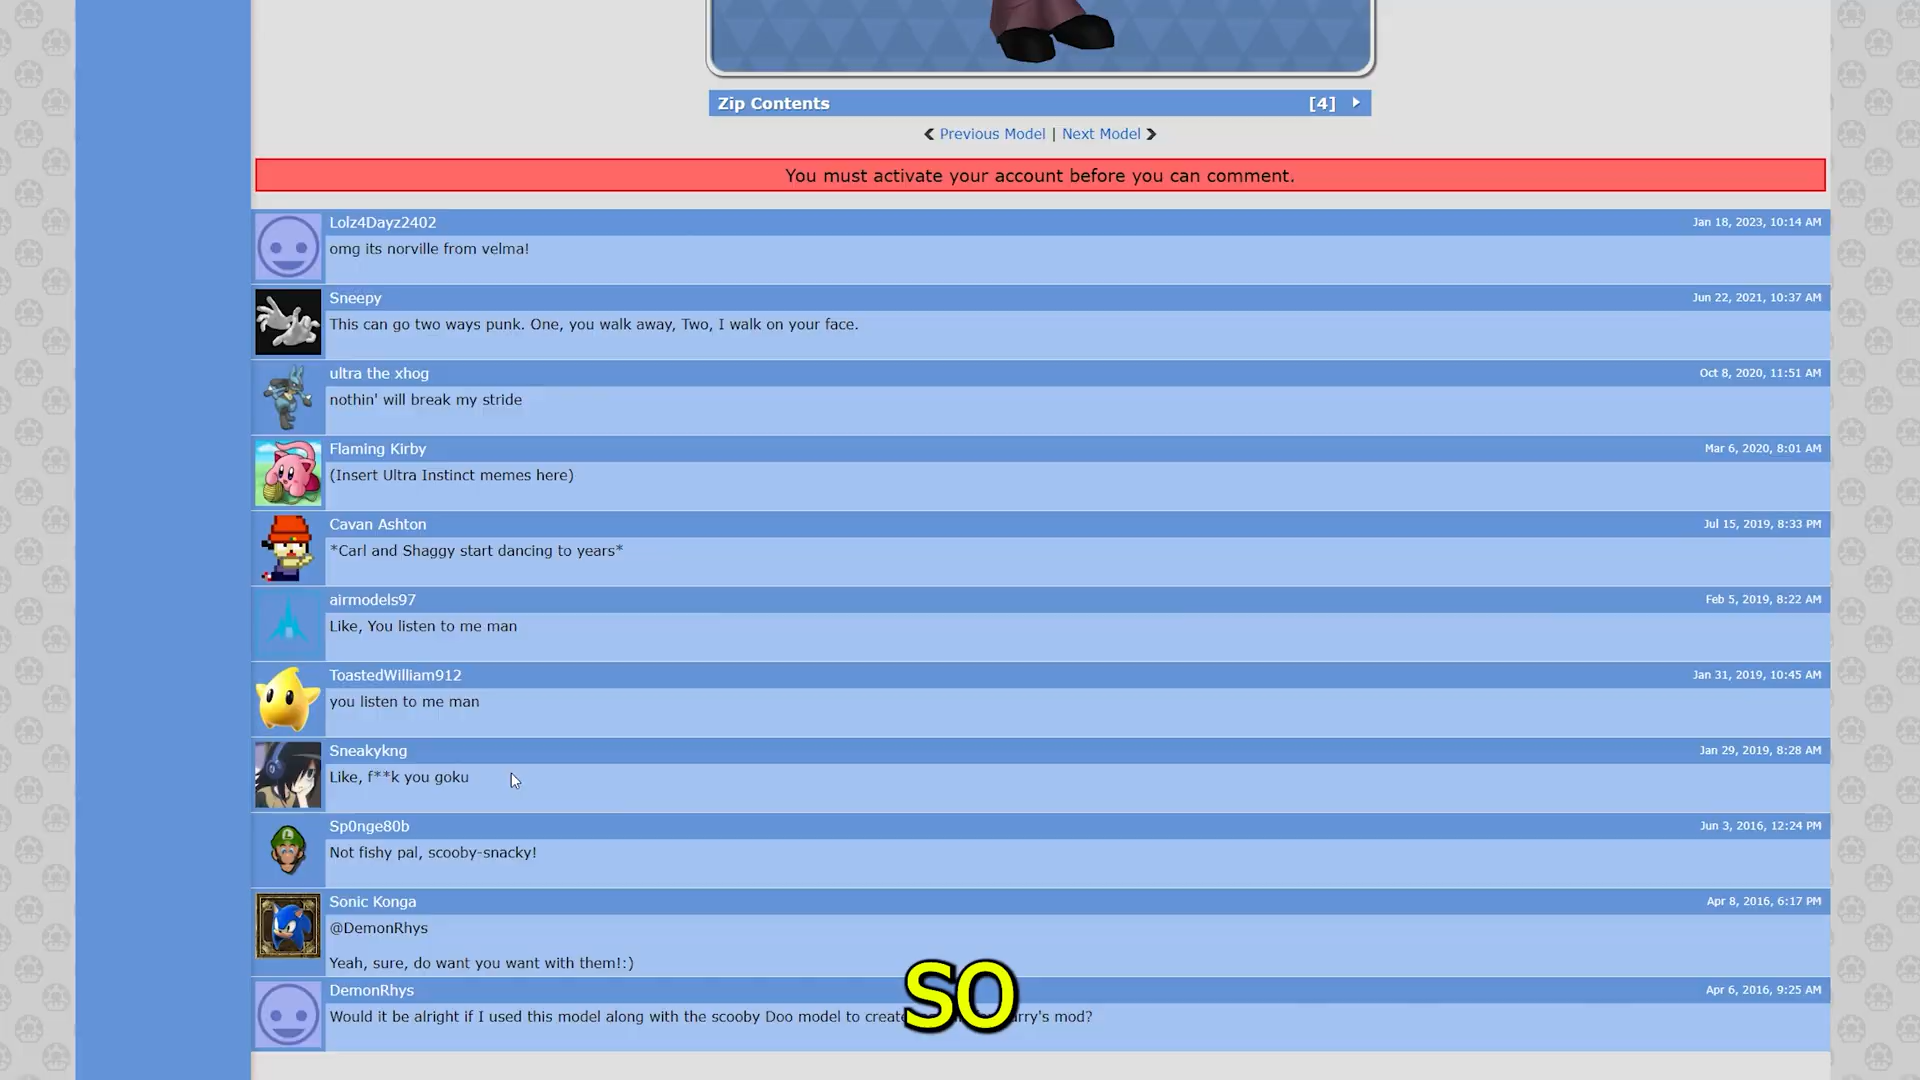 Zip Contents [4]
Previous Model | Next Model
You must activate your account before you can comment.
Lolz4Dayz2402 Jan 18, 2023, 10:14 AM
omg its norville from velma!
Sneepy Jun 22, 2021, 10:37 AM
This can go two ways punk. One, you walk away, Two, I walk on your face.
ultra the xhog Oct 8, 2020, 11:51 AM
nothin' will break my stride
Flaming Kirby Mar 6, 2020, 8:01 AM
(Insert Ultra Instinct memes here)
Cavan Ashton Jul 15, 2019, 8:33 PM
*Carl and Shaggy start dancing to years*
airmodels97 Feb 5, 2019, 8:22 AM
Like, You listen to me man
ToastedWilliam912 Jan 31, 2019, 10:45 AM
you listen to me man
Sneakykng Jan 29, 2019, 8:28 AM
Like, f**k you goku
Sp0nge80b Jun 3, 2016, 12:24 PM
Not fishy pal, scooby-snacky!
Sonic Konga Apr 8, 2016, 6:17 PM
@DemonRhys
Yeah, sure, do want you want with them!:)
DemonRhys Apr 6, 2016, 9:25 AM
Would it be alright if I used this model along with the scooby Doo model to create mod?
SO